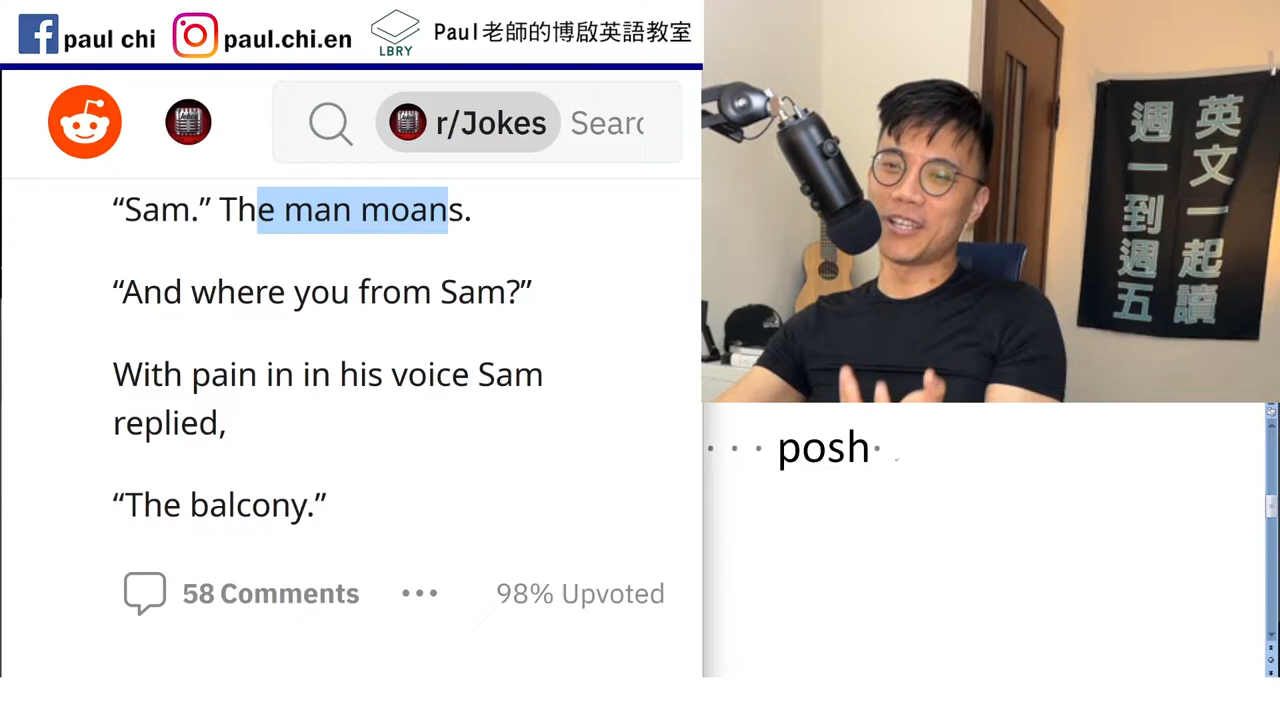 paul chi
paul.chi.en
LBRY
Paul老師的博啟英語教室
r/Jokes
Searc
“Sam.” The man moans.
“And where you from Sam?”
With pain in in his voice Sam
replied,
“The balcony.”
58 Comments
98% Upvoted
英文一起讀
週一到週五
posh